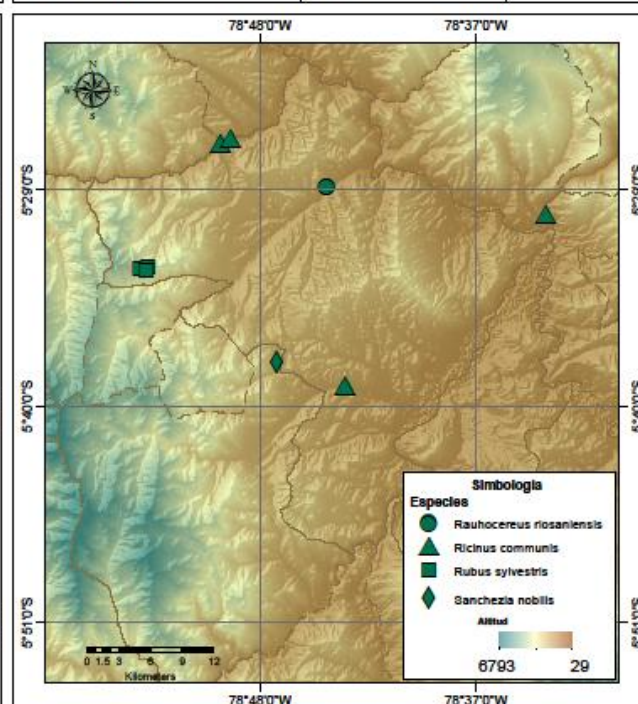 78°48'0"W 78°37'0"W
N
W E
S
5°29'0"S 5°29'0"S
5°40'0"S 5°40'0"S
Simbologia
Especies
Rauhocereus riosaniensis
Ricinus communis
Rubus sylvestris
Sanchezia nobilis
Altitud
6793 29
5°51'0"S 5°51'0"S
0 1.5 3 6 9 12
Kilometers
78°48'0"W 78°37'0"W